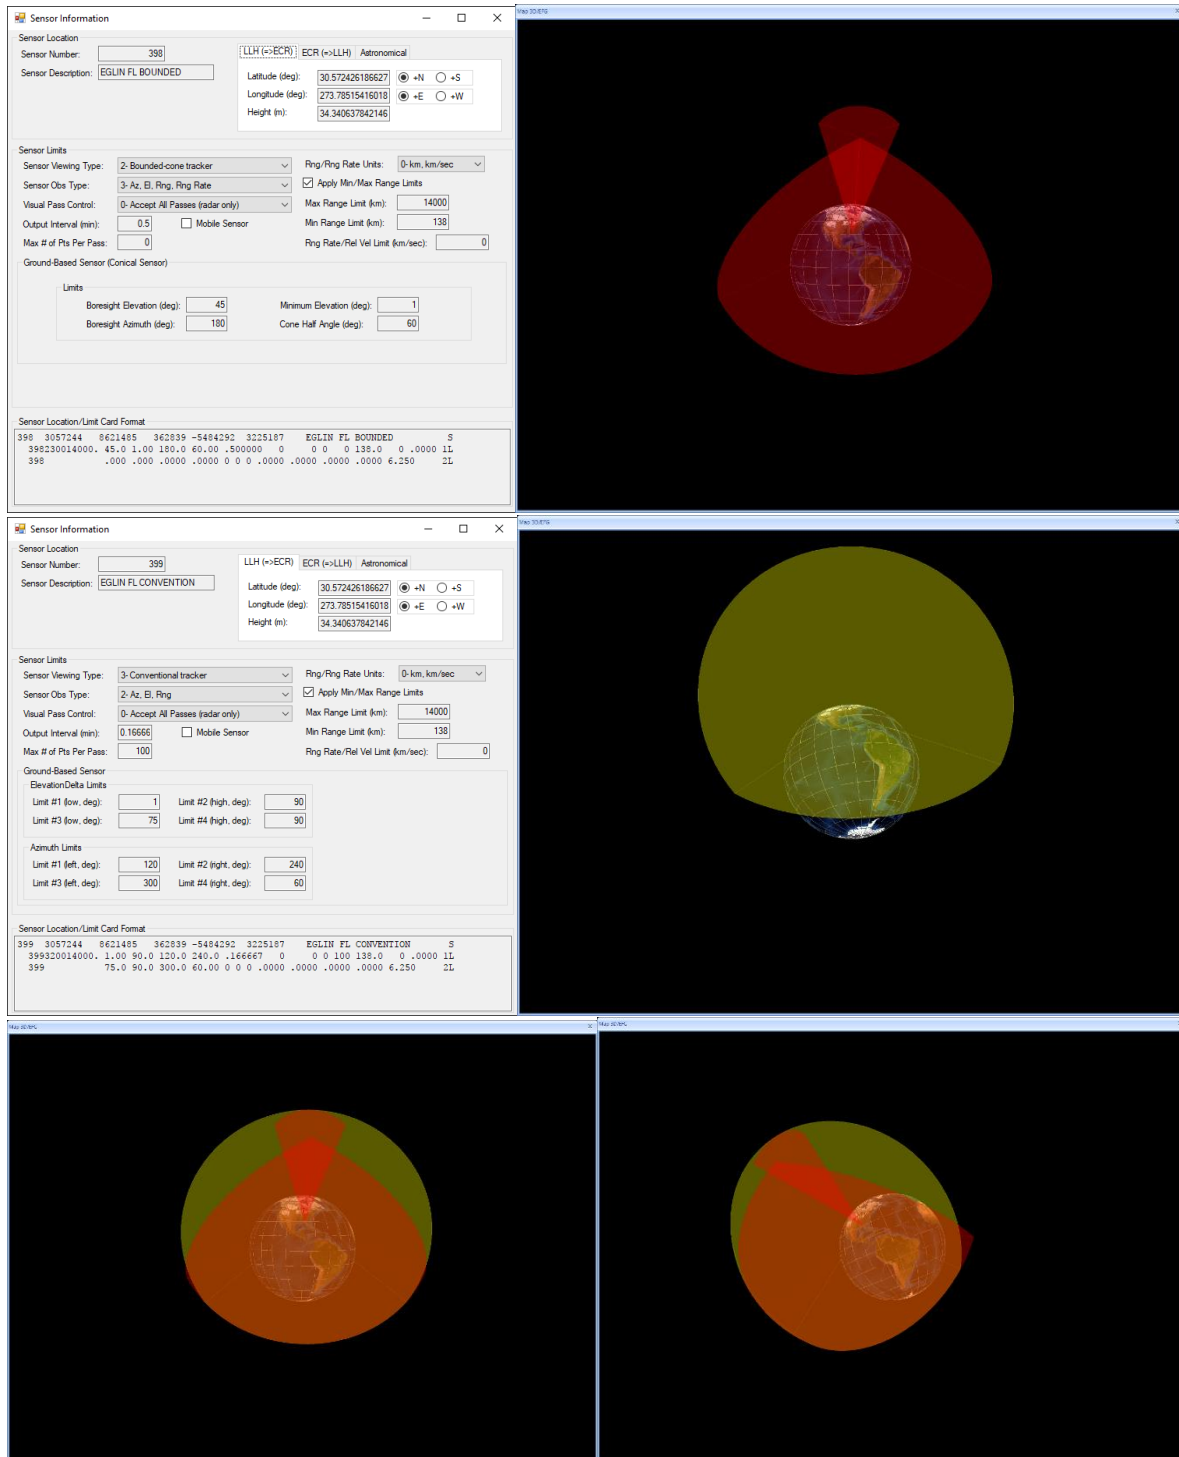 Sensor Information
Map 3D/EFG
Sensor Location
Sensor Number: 398
Sensor Description: EGLIN FL BOUNDED
LLH (=>ECR) ECR (=>LLH) Astronomical
Latitude (deg): 30.572426186627 +N +S
Longitude (deg): 273.78515416018 +E +W
Height (m): 34.340637842146
Sensor Limits
Sensor Viewing Type: 2- Bounded-cone tracker
Rng/Rng Rate Units: 0- km, km/sec
Sensor Obs Type: 3- Az, El, Rng, Rng Rate
Apply Min/Max Range Limits
Visual Pass Control: 0- Accept All Passes (radar only)
Max Range Limit (km): 14000
Output Interval (min): 0.5 Mobile Sensor
Min Range Limit (km): 138
Max # of Pts Per Pass: 0
Rng Rate/Rel Vel Limit (km/sec): 0
Ground-Based Sensor (Conical Sensor)
Limits
Boresight Elevation (deg): 45 Minimum Elevation (deg): 1
Boresight Azimuth (deg): 180 Cone Half Angle (deg): 60
Sensor Location/Limit Card Format
398 3057244 8621485 362839 -5484292 3225187 EGLIN FL BOUNDED S
398230014000. 45.0 1.00 180.0 60.00 .500000 0 0 0 0 138.0 0 .0000 1L
398 .000 .000 .0000 .0000 0 0 0 .0000 .0000 .0000 .0000 6.250 2L
Sensor Information
Map 3D/EFG
Sensor Location
Sensor Number: 399
Sensor Description: EGLIN FL CONVENTION
LLH (=>ECR) ECR (=>LLH) Astronomical
Latitude (deg): 30.572426186627 +N +S
Longitude (deg): 273.78515416018 +E +W
Height (m): 34.340637842146
Sensor Limits
Sensor Viewing Type: 3- Conventional tracker
Rng/Rng Rate Units: 0- km, km/sec
Sensor Obs Type: 2- Az, El, Rng
Apply Min/Max Range Limits
Visual Pass Control: 0- Accept All Passes (radar only)
Max Range Limit (km): 14000
Output Interval (min): 0.16666 Mobile Sensor
Min Range Limit (km): 138
Max # of Pts Per Pass: 100
Rng Rate/Rel Vel Limit (km/sec): 0
Ground-Based Sensor
ElevationDelta Limits
Limit #1 (low, deg): 1 Limit #2 (high, deg): 90
Limit #3 (low, deg): 75 Limit #4 (high, deg): 90
Azimuth Limits
Limit #1 (left, deg): 120 Limit #2 (right, deg): 240
Limit #3 (left, deg): 300 Limit #4 (right, deg): 60
Sensor Location/Limit Card Format
399 3057244 8621485 362839 -5484292 3225187 EGLIN FL CONVENTION S
399320014000. 1.00 90.0 120.0 240.0 .166667 0 0 0 100 138.0 0 .0000 1L
399 75.0 90.0 300.0 60.00 0 0 0 .0000 .0000 .0000 .0000 6.250 2L
Map 3D/EFG
Map 3D/EFG